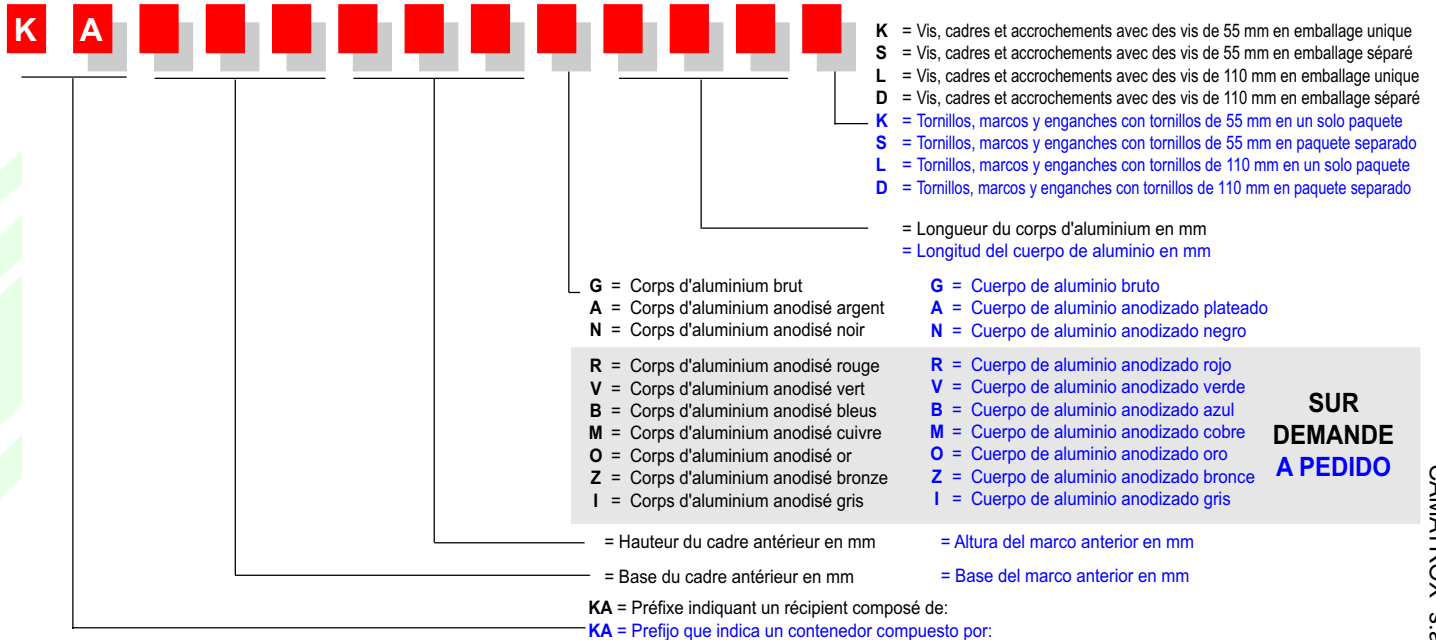 K A
K = Vis, cadres et accrochements avec des vis de 55 mm en emballage unique
S = Vis, cadres et accrochements avec des vis de 55 mm en emballage séparé
L = Vis, cadres et accrochements avec des vis de 110 mm en emballage unique
D = Vis, cadres et accrochements avec des vis de 110 mm en emballage séparé
K = Tornillos, marcos y enganches con tornillos de 55 mm en un solo paquete
S = Tornillos, marcos y enganches con tornillos de 55 mm en paquete separado
L = Tornillos, marcos y enganches con tornillos de 110 mm en un solo paquete
D = Tornillos, marcos y enganches con tornillos de 110 mm en paquete separado
= Longueur du corps d'aluminium en mm
= Longitud del cuerpo de aluminio en mm
G = Corps d'aluminium brut
A = Corps d'aluminium anodisé argent
N = Corps d'aluminium anodisé noir
G = Cuerpo de aluminio bruto
A = Cuerpo de aluminio anodizado plateado
N = Cuerpo de aluminio anodizado negro
R = Corps d'aluminium anodisé rouge
V = Corps d'aluminium anodisé vert
B = Corps d'aluminium anodisé bleus
M = Corps d'aluminium anodisé cuivre
O = Corps d'aluminium anodisé or
Z = Corps d'aluminium anodisé bronze
I = Corps d'aluminium anodisé gris
R = Cuerpo de aluminio anodizado rojo
V = Cuerpo de aluminio anodizado verde
B = Cuerpo de aluminio anodizado azul
M = Cuerpo de aluminio anodizado cobre
O = Cuerpo de aluminio anodizado oro
Z = Cuerpo de aluminio anodizado bronce
I = Cuerpo de aluminio anodizado gris
SUR
DEMANDE
A PEDIDO
= Hauteur du cadre antérieur en mm
= Altura del marco anterior en mm
= Base du cadre antérieur en mm
= Base del marco anterior en mm
KA = Préfixe indiquant un récipient composé de:
KA = Prefijo que indica un contenedor compuesto por: